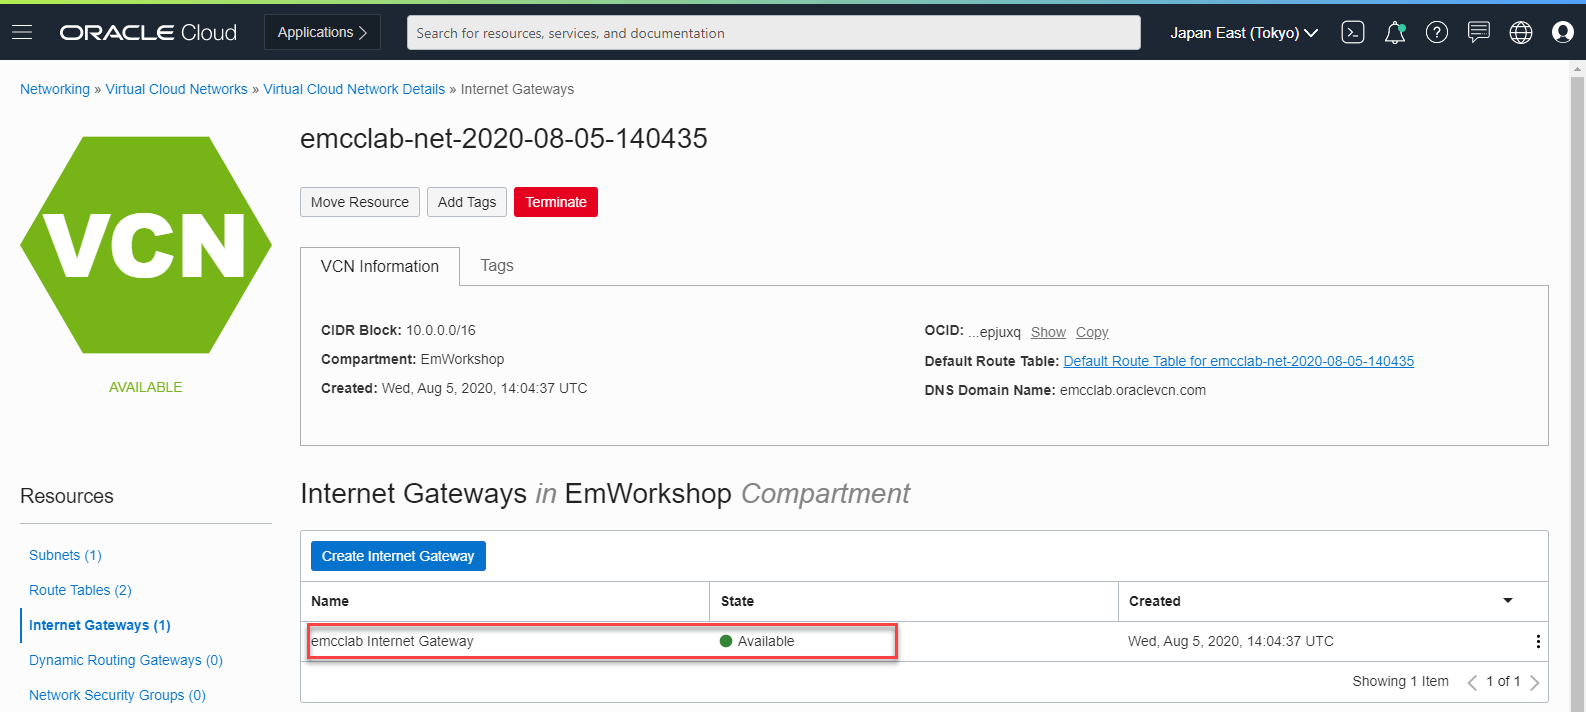 ORACLE Cloud
Applications
Search for resources, services, and documentation
Japan East (Tokyo)
Networking » Virtual Cloud Networks » Virtual Cloud Network Details » Internet Gateways
VCN
AVAILABLE
emcclab-net-2020-08-05-140435
Move Resource
Add Tags
Terminate
VCN Information
Tags
CIDR Block: 10.0.0.0/16
Compartment: EmWorkshop
Created: Wed, Aug 5, 2020, 14:04:37 UTC
OCID: ...epjuxq Show Copy
Default Route Table: Default Route Table for emcclab-net-2020-08-05-140435
DNS Domain Name: emcclab.oraclevcn.com
Resources
Subnets (1)
Route Tables (2)
Internet Gateways (1)
Dynamic Routing Gateways (0)
Network Security Groups (0)
Internet Gateways in EmWorkshop Compartment
Create Internet Gateway
Name State Created
emcclab Internet Gateway Available Wed, Aug 5, 2020, 14:04:37 UTC
Showing 1 Item 1 of 1